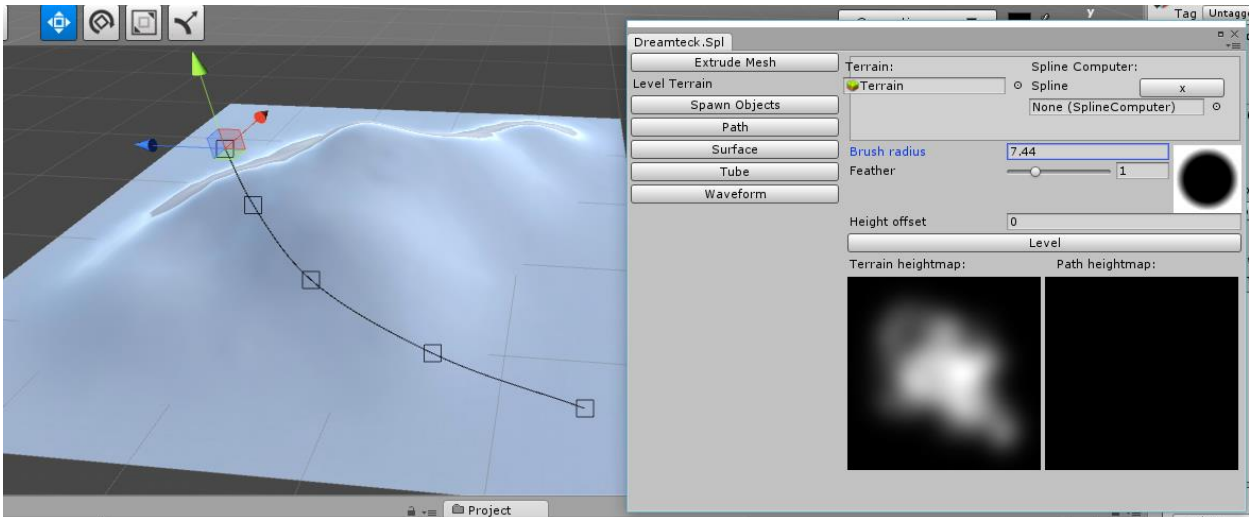 y
Tag Untagge
Dreamteck.Spl
Extrude Mesh
Level Terrain
Spawn Objects
Path
Surface
Tube
Waveform
Terrain: Spline Computer:
Terrain Spline x
None (SplineComputer)
Brush radius 7.44
Feather 1
Height offset 0
Level
Terrain heightmap: Path heightmap:
Project